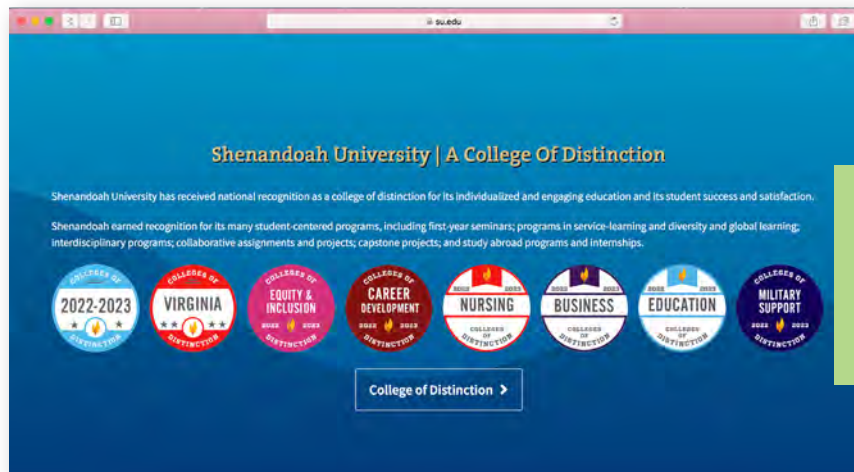 su.edu
Shenandoah University | A College Of Distinction
Shenandoah University has received national recognition as a college of distinction for its individualized and engaging education and its student success and satisfaction.
Shenandoah earned recognition for its many student-centered programs, including first-year seminars; programs in service-learning and diversity and global learning;
interdisciplinary programs; collaborative assignments and projects; capstone projects; and study abroad programs and internships.
COLLEGES OF
2022-2023
DISTINCTION
COLLEGES OF
VIRGINIA
DISTINCTION
COLLEGES OF
EQUITY &
INCLUSION
2022 2023
DISTINCTION
COLLEGES OF
CAREER
DEVELOPMENT
2022 2023
DISTINCTION
2022 2023
NURSING
COLLEGES
OF
DISTINCTION
2022 2023
BUSINESS
COLLEGES
OF
DISTINCTION
2022 2023
EDUCATION
COLLEGES
OF
DISTINCTION
COLLEGES OF
MILITARY
SUPPORT
2022 2023
DISTINCTION
College of Distinction >